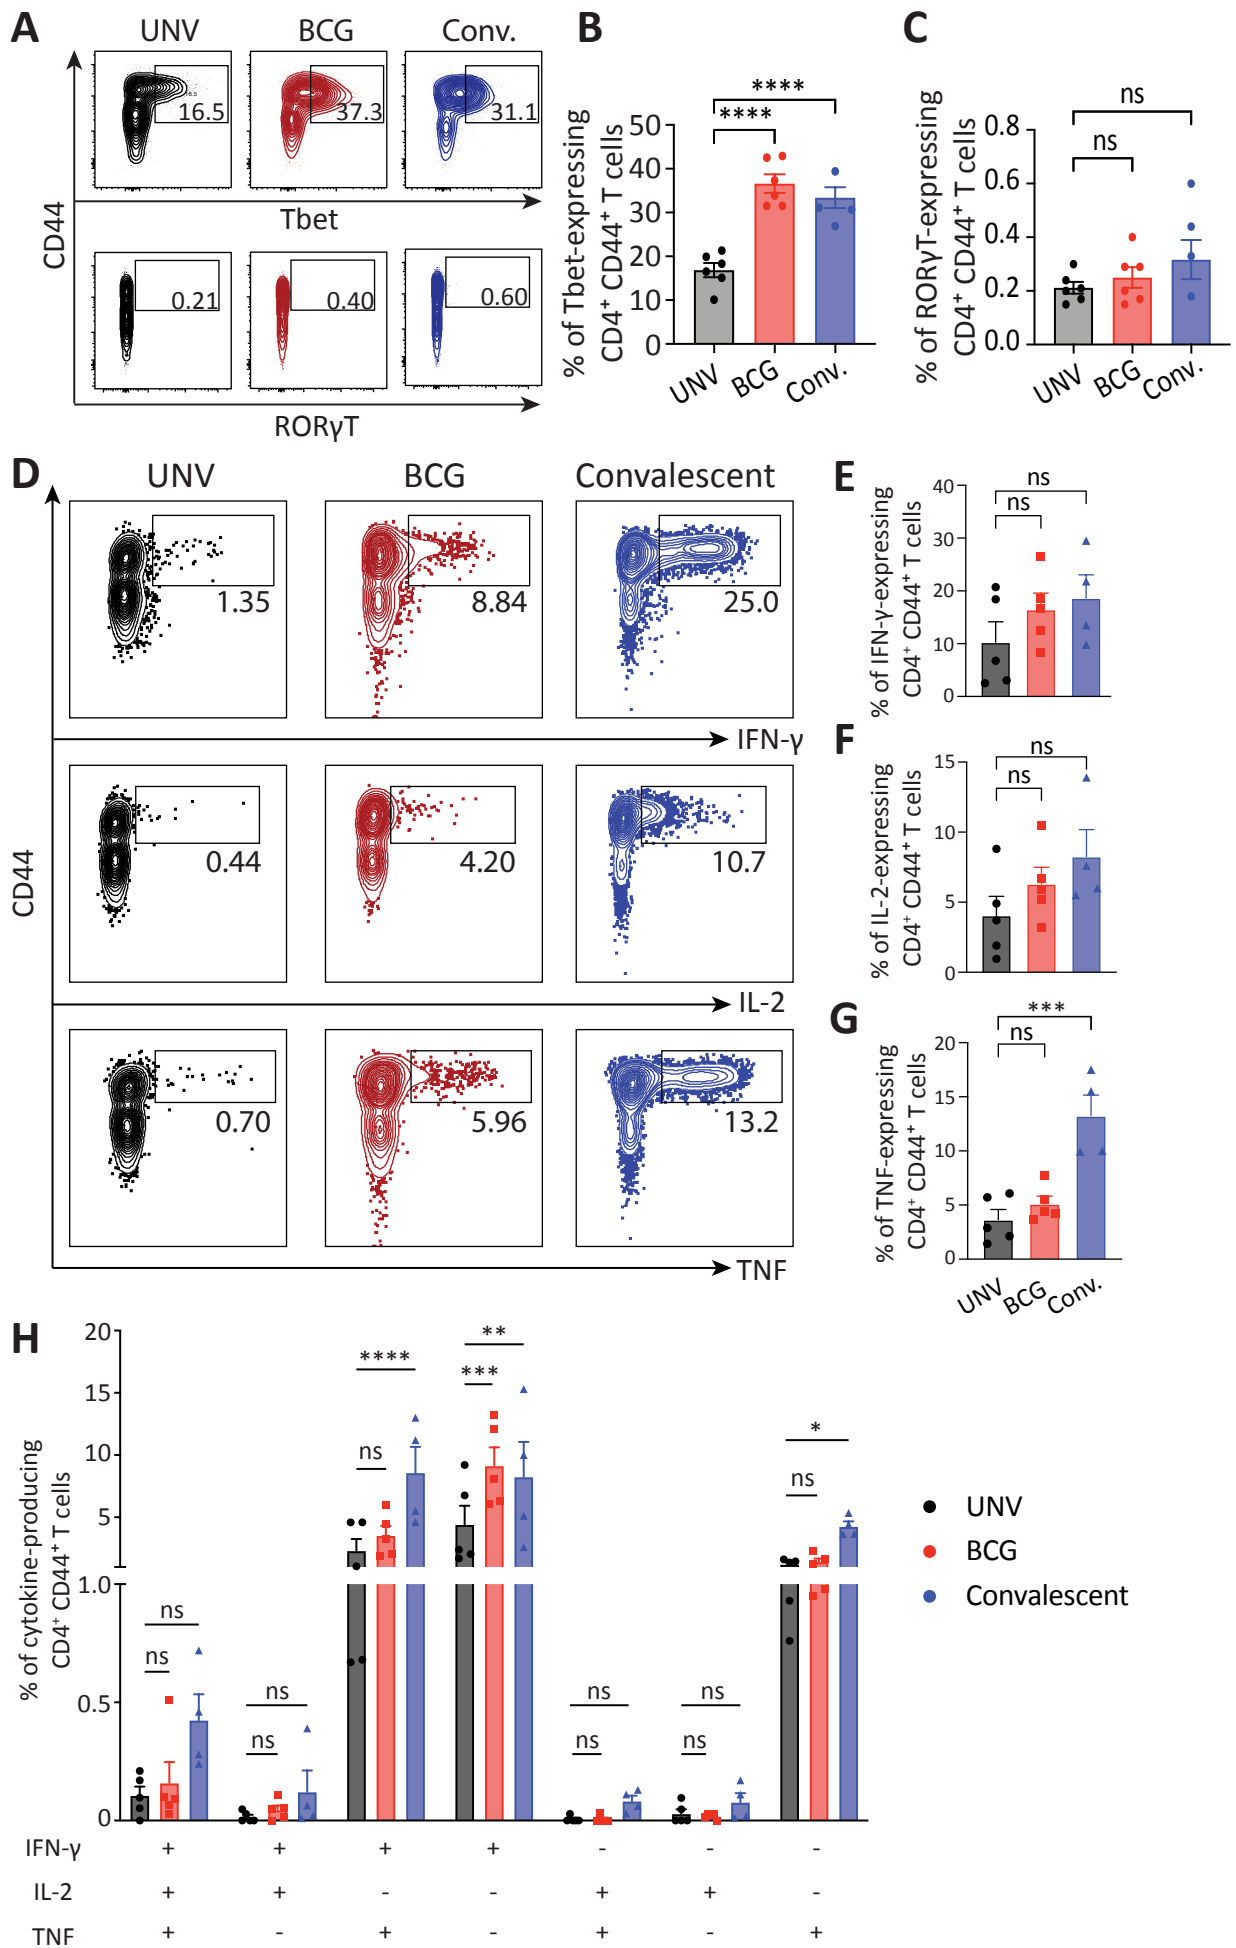 A
UNV
BCG
Conv.
16.5
16.5
37.3
31.1
CD44
Tbet
0.21
0.40
0.60
RORγT
B
****
****
% of Tbet-expressing
CD4⁺ CD44⁺ T cells
50
40
30
20
10
0
UNV
BCG
Conv.
C
ns
ns
% of RORγT-expressing
CD4⁺ CD44⁺ T cells
0.8
0.6
0.4
0.2
0.0
UNV
BCG
Conv.
D
UNV
BCG
Convalescent
1.35
8.84
25.0
IFN-γ
CD44
0.44
4.20
10.7
IL-2
0.70
5.96
13.2
TNF
E
ns
ns
% of IFN-γ-expressing
CD4⁺ CD44⁺ T cells
40
30
20
10
0
F
ns
ns
% of IL-2-expressing
CD4⁺ CD44⁺ T cells
15
10
5
0
G
***
ns
% of TNF-expressing
CD4⁺ CD44⁺ T cells
20
15
10
5
0
UNV
BCG
Conv.
H
% of cytokine-producing
CD4⁺ CD44⁺ T cells
20
15
10
5
1.0
0.5
0
ns
ns
ns
ns
****
ns
**
***
ns
ns
ns
ns
*
ns
UNV
BCG
Convalescent
IFN-γ + + + + - - -
IL-2 + + - - + + -
TNF + - + - + - +